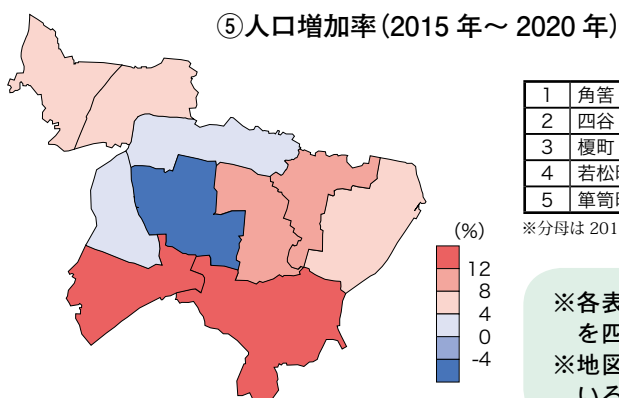 ⑤人口増加率(2015 年～ 2020 年)
1 角筈
2 四谷
3 榎町
4 若松
5 箪笥
※分母は 201
(%)
12
8
4
0
-4
※各表
を四
※地図
いる